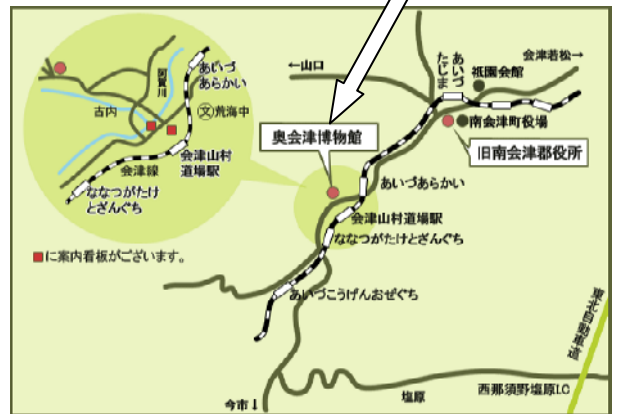 あいづ
あらかい
阿賀川
古内
文荒海中
会津線
会津山村
道場駅
ななつがたけ
とざんぐち
■に案内看板がございます。
←山口
奥会津博物館
あいづ
たじま
祗園会館
会津若松→
南会津町役場
旧南会津郡役所
あいづあらかい
会津山村道場駅
ななつがたけとざんぐち
あいづこうげんおぜぐち
東北自動車道
西那須野塩原I.C
塩原
今市↓